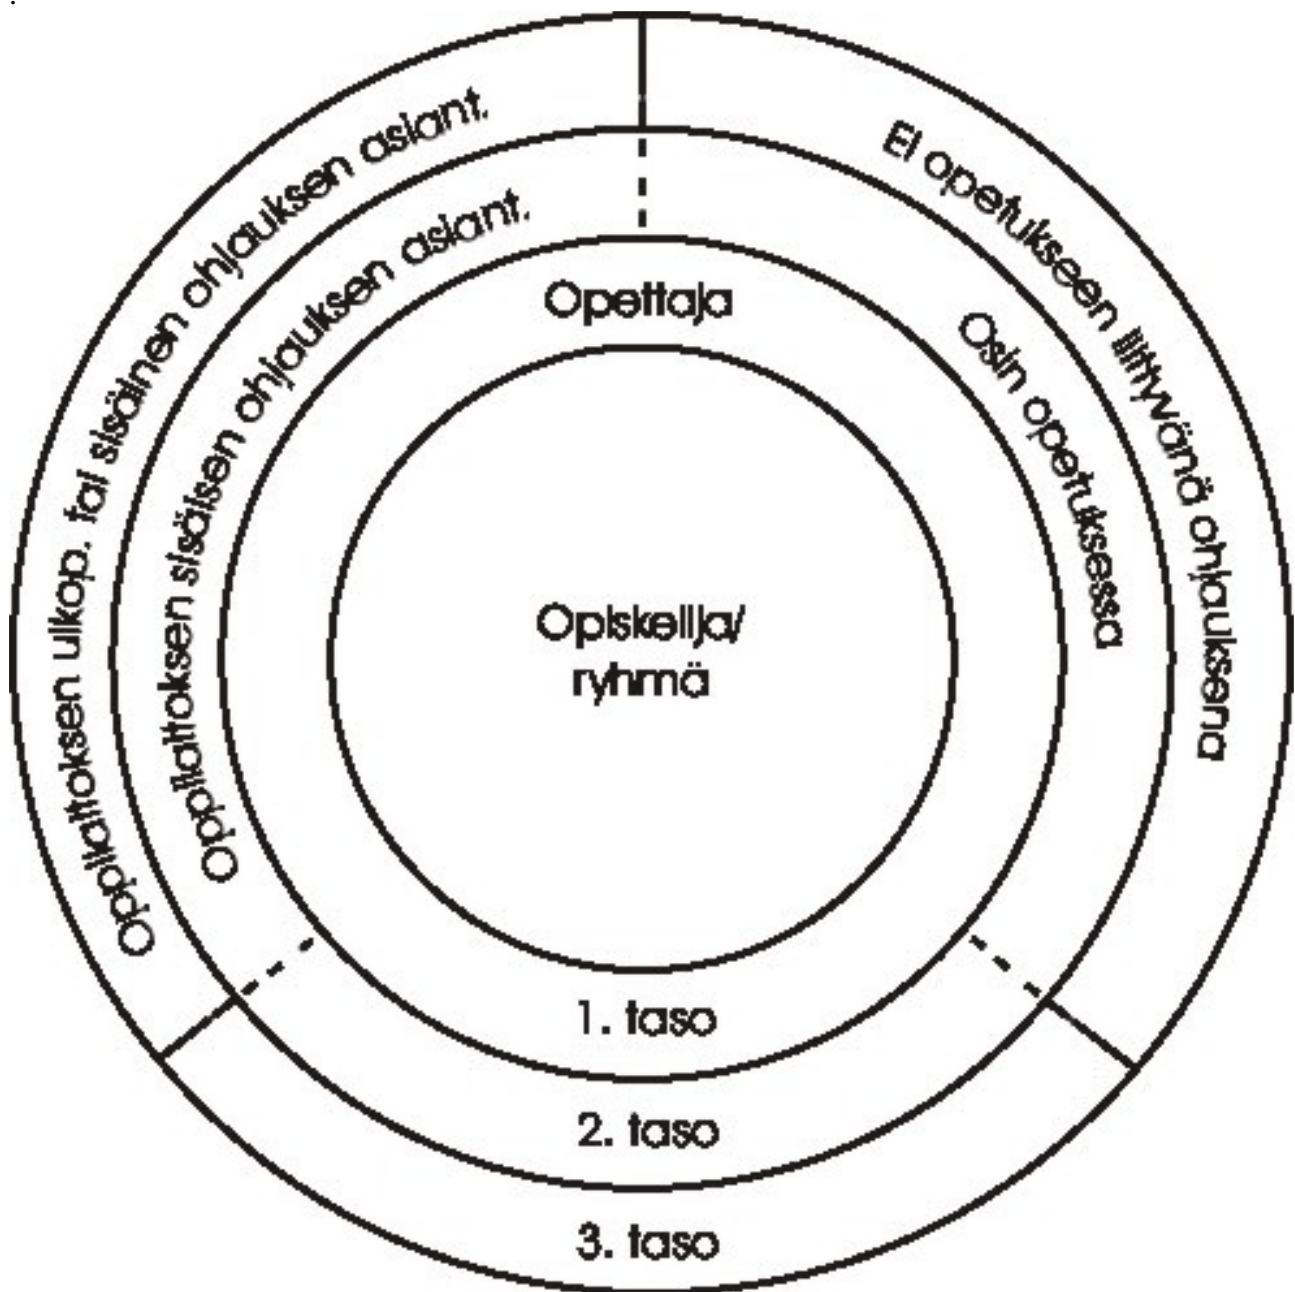 Oppilaitoksen ulkop. tai sisäinen ohjauksen asiant.
Ei opetukseen liittyvänä ohjauksena
Oppilaitoksen sisäisen ohjauksen asiant.
Osin opetuksessa
Opettaja
Opiskelija/
ryhmä
1. taso
2. taso
3. taso